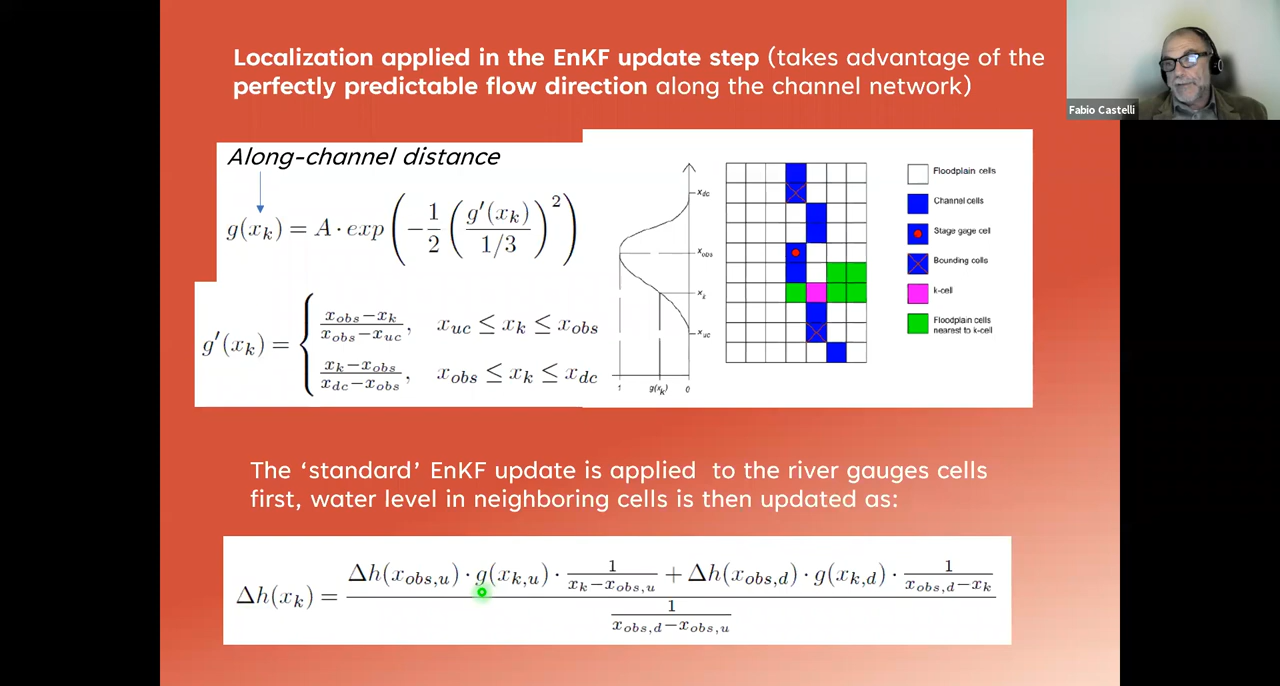 Localization applied in the EnKF update step (takes advantage of the
perfectly predictable flow direction along the channel network)
Fabio Castelli
Along-channel distance
g(x_k) = A · exp(-1/2 (g′(x_k)/(1/3))^2)
g′(x_k) = { (x_obs−x_k)/(x_obs−x_uc), x_uc ≤ x_k ≤ x_obs
(x_k−x_obs)/(x_dc−x_obs), x_obs ≤ x_k ≤ x_dc
x_dc
x_obs
x_k
x_uc
1 g(x_k) 0
Floodplain cells
Channel cells
Stage gage cell
Bounding cells
k-cell
Floodplain cells
nearest to k-cell
The ‘standard’ EnKF update is applied to the river gauges cells
first, water level in neighboring cells is then updated as:
Δh(x_k) = (Δh(x_obs,u) · g(x_k,u) · 1/(x_k−x_obs,u) + Δh(x_obs,d) · g(x_k,d) · 1/(x_obs,d−x_k)) / (1/(x_obs,d−x_obs,u))